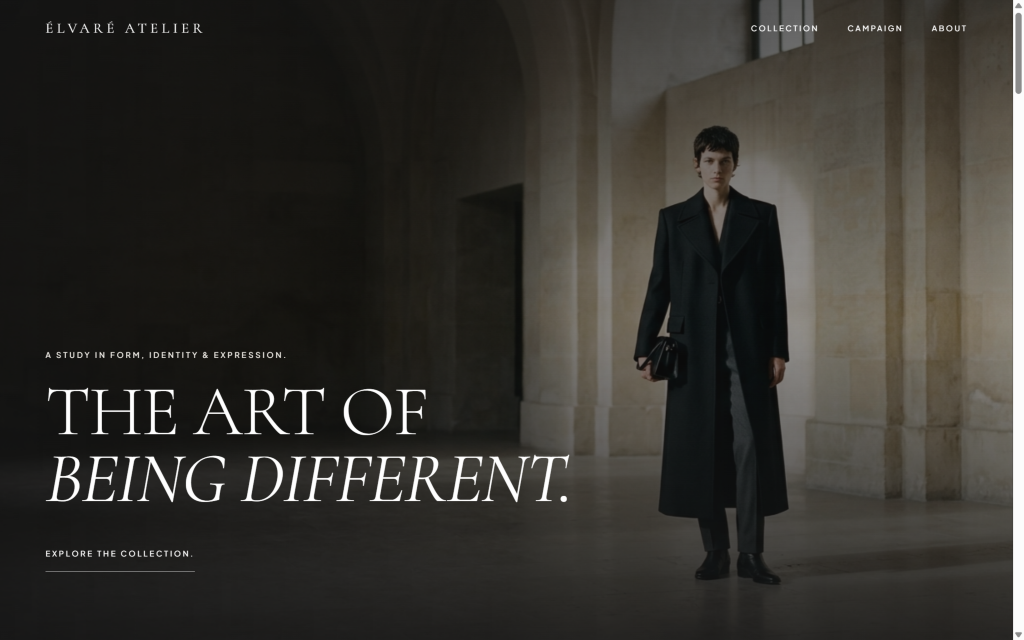 ÉLVARÉ ATELIER
COLLECTION
CAMPAIGN
ABOUT
A STUDY IN FORM, IDENTITY & EXPRESSION.
THE ART OF
BEING DIFFERENT.
EXPLORE THE COLLECTION.